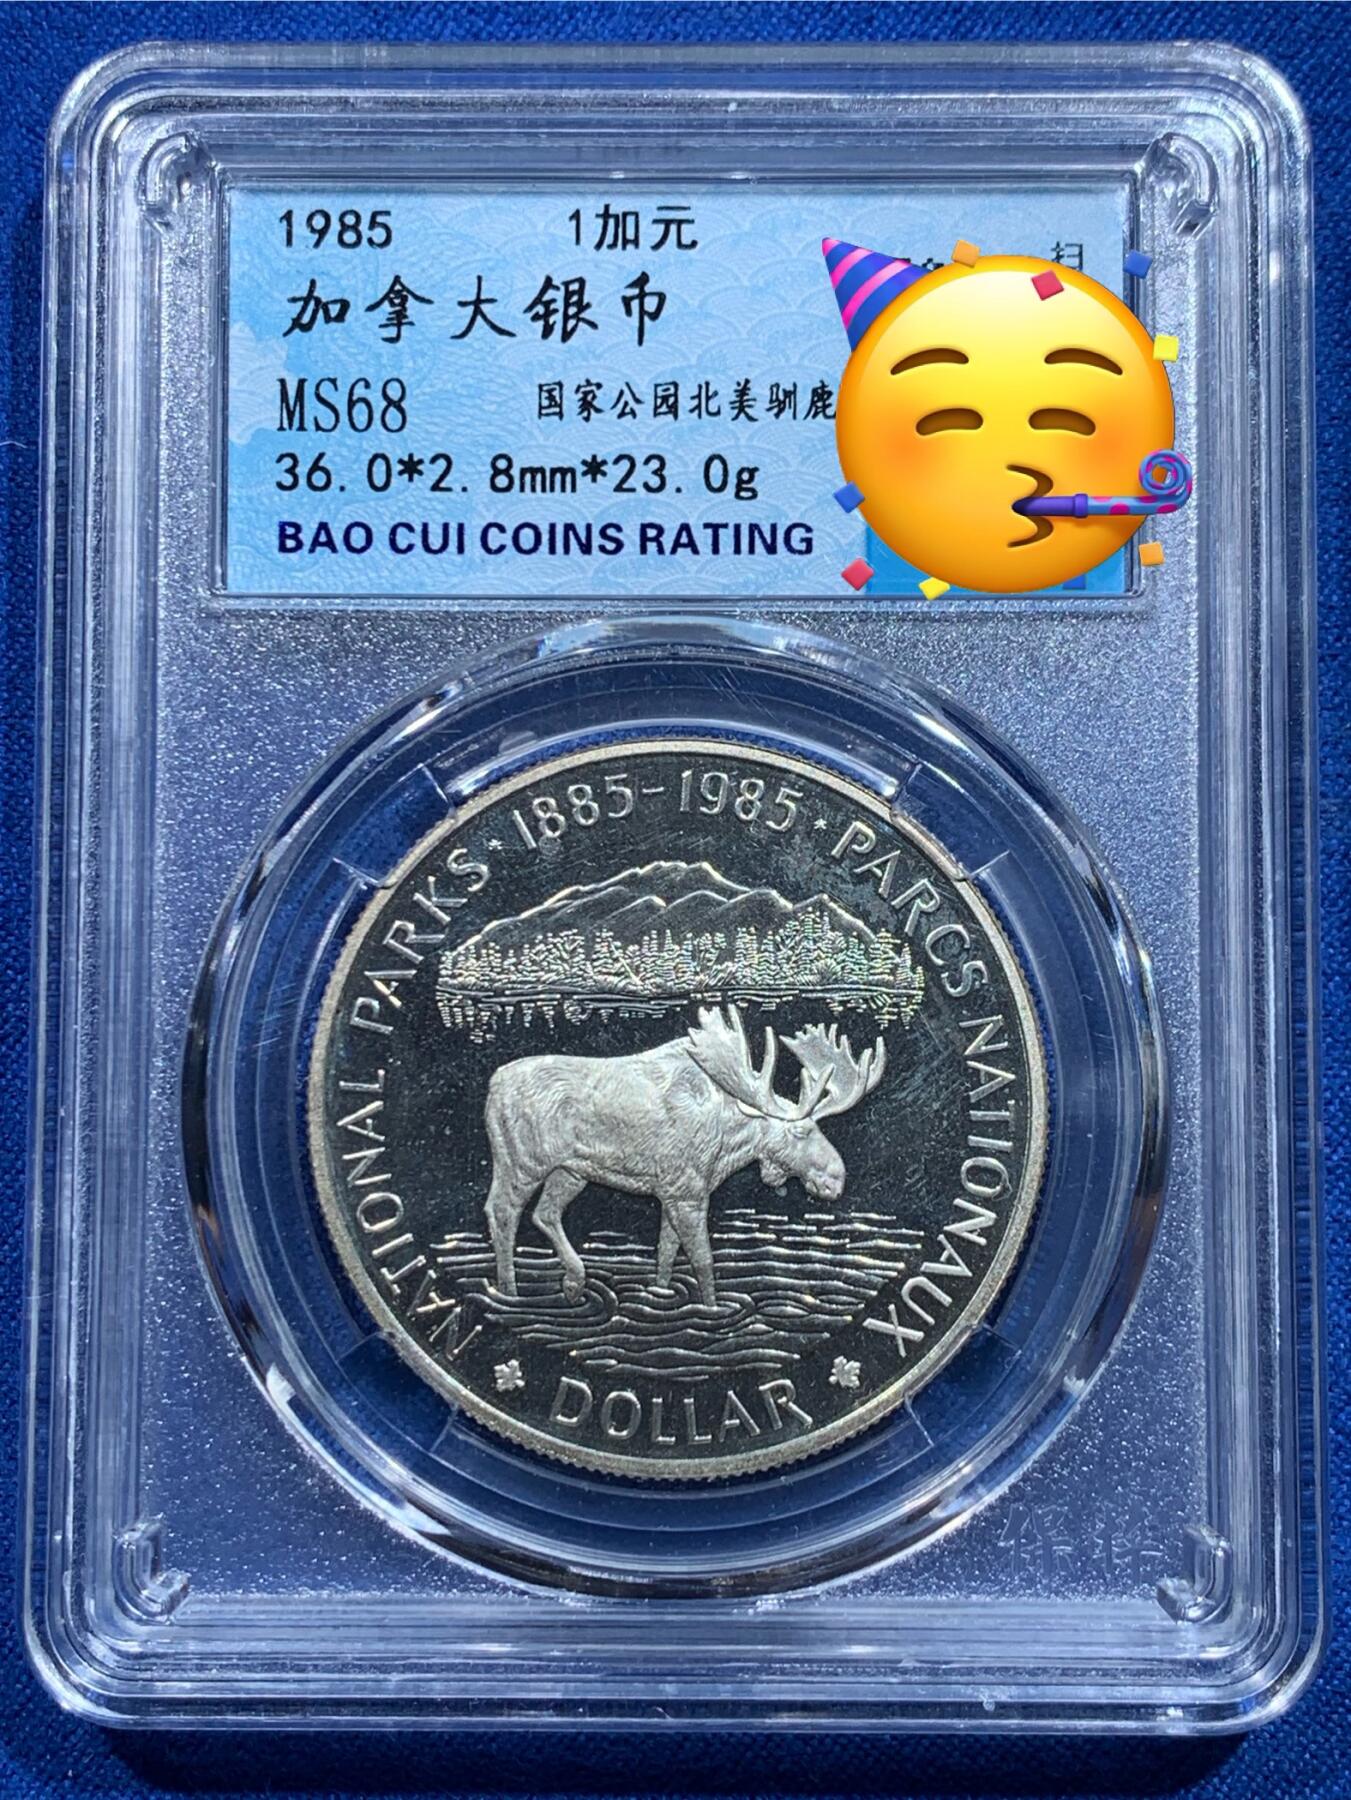 1985 1加元
扫
加拿大银币
MS68 国家公园北美驯鹿
36.0*2.8mm*23.0g
BAO CUI COINS RATING
NATIONAL PARKS * 1885-1985 * PARCS NATIONAUX
DOLLAR